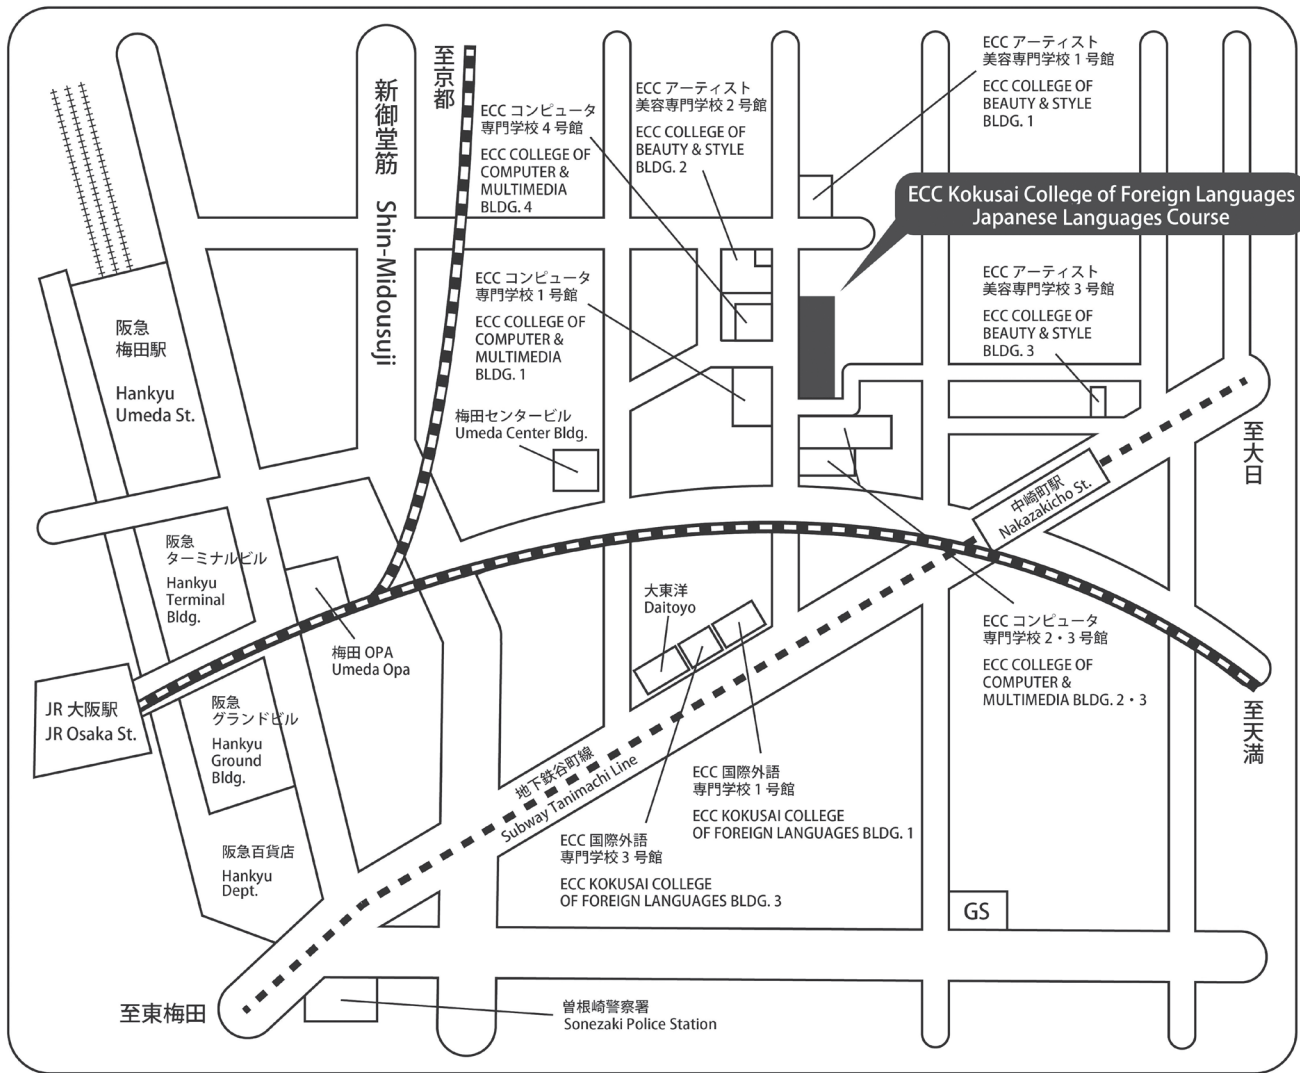 至京都
新御堂筋 Shin-Midousuji
ECC コンピュータ
専門学校 4 号館
ECC COLLEGE OF
COMPUTER &
MULTIMEDIA
BLDG. 4
ECC アーティスト
美容専門学校 2 号館
ECC COLLEGE OF
BEAUTY & STYLE
BLDG. 2
ECC アーティスト
美容専門学校 1 号館
ECC COLLEGE OF
BEAUTY & STYLE
BLDG. 1
ECC Kokusai College of Foreign Languages
Japanese Languages Course
ECC コンピュータ
専門学校 1 号館
ECC COLLEGE OF
COMPUTER &
MULTIMEDIA
BLDG. 1
ECC アーティスト
美容専門学校 3 号館
ECC COLLEGE OF
BEAUTY & STYLE
BLDG. 3
阪急
梅田駅
Hankyu
Umeda St.
梅田センタービル
Umeda Center Bldg.
至大日
中崎町駅
Nakazakicho St.
阪急
ターミナルビル
Hankyu
Terminal
Bldg.
大東洋
Daitoyo
梅田 OPA
Umeda Opa
ECC コンピュータ
専門学校 2・3 号館
ECC COLLEGE OF
COMPUTER &
MULTIMEDIA BLDG. 2・3
JR 大阪駅
JR Osaka St.
阪急
グランドビル
Hankyu
Ground
Bldg.
至天満
地下鉄谷町線
Subway Tanimachi Line
ECC 国際外語
専門学校 1 号館
ECC KOKUSAI COLLEGE
OF FOREIGN LANGUAGES BLDG. 1
ECC 国際外語
専門学校 3 号館
ECC KOKUSAI COLLEGE
OF FOREIGN LANGUAGES BLDG. 3
阪急百貨店
Hankyu
Dept.
GS
至東梅田
曽根崎警察署
Sonezaki Police Station